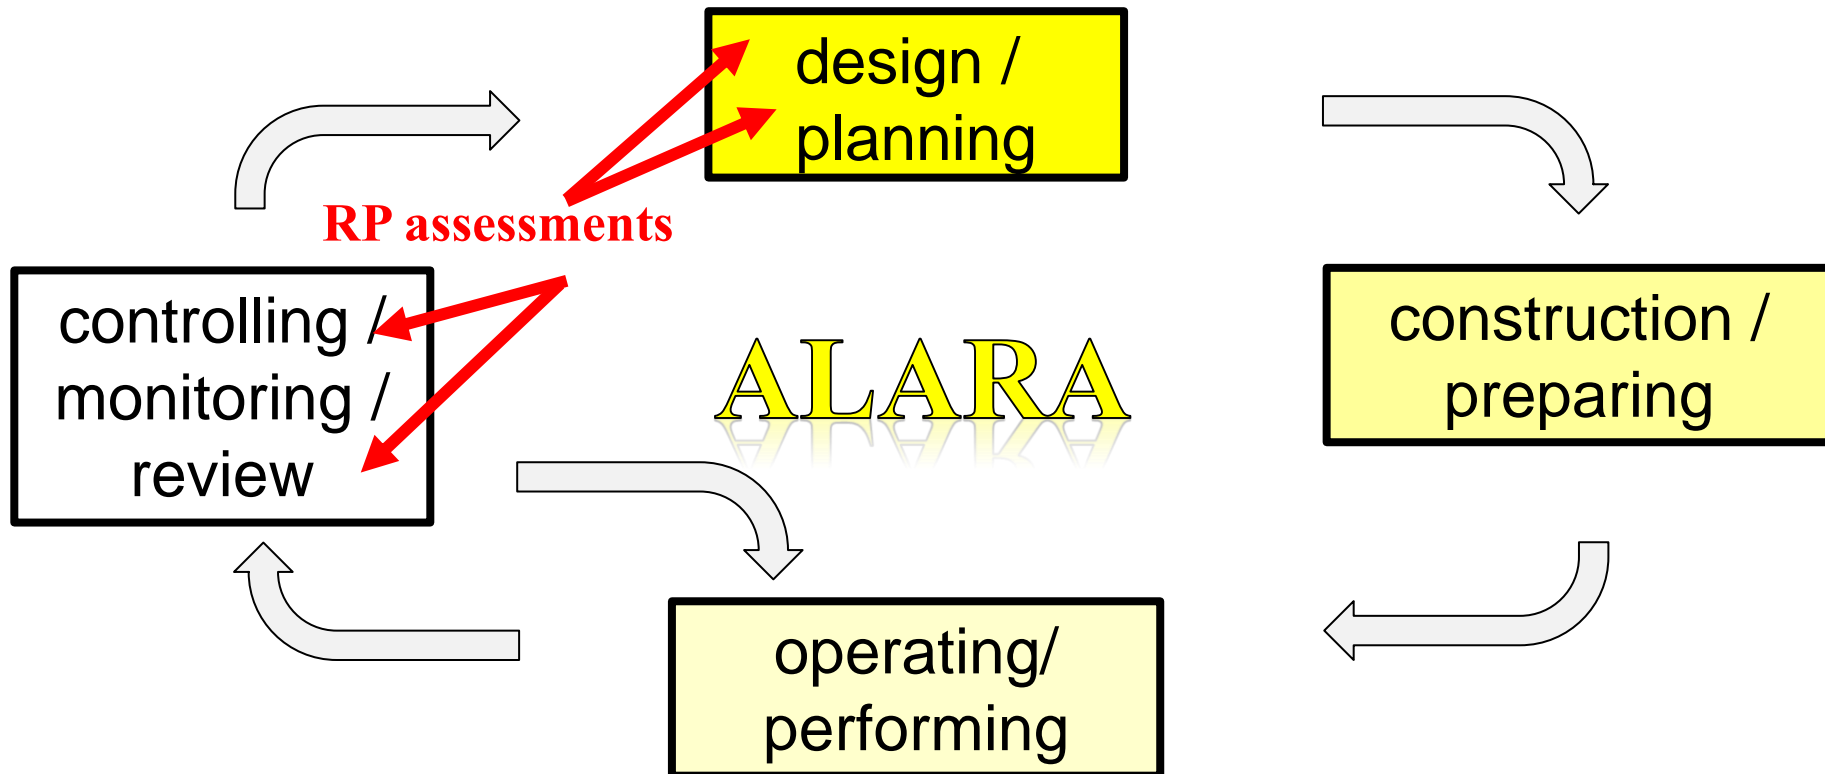 design /
planning
RP assessments
controlling /
monitoring /
review
ALARA
construction /
preparing
operating/
performing